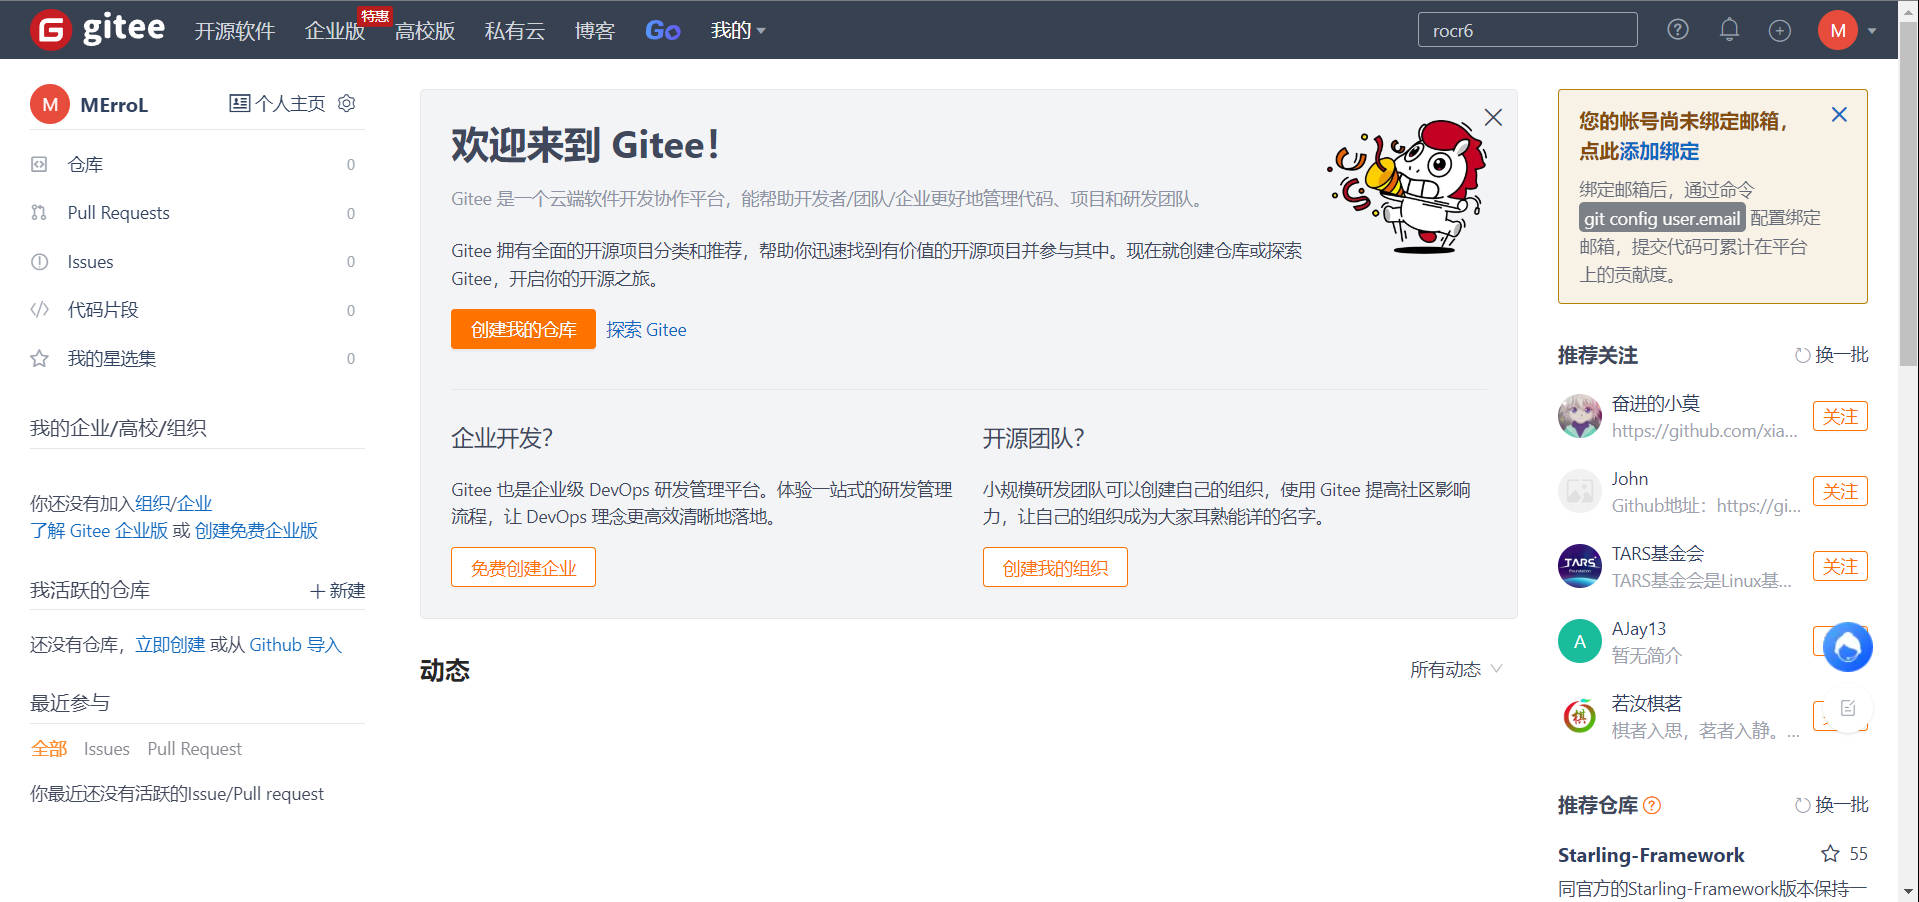 gitee 开源软件 企业版 特惠 高校版 私有云 博客 Go 我的 rocr6 M
M MErroL 个人主页
仓库 0
Pull Requests 0
Issues 0
代码片段 0
我的星选集 0
我的企业/高校/组织
你还没有加入组织/企业
了解 Gitee 企业版 或 创建免费企业版
我活跃的仓库 新建
还没有仓库，立即创建 或从 Github 导入
最近参与
全部 Issues Pull Request
你最近还没有活跃的Issue/Pull request
欢迎来到 Gitee！
Gitee 是一个云端软件开发协作平台，能帮助开发者/团队/企业更好地管理代码、项目和研发团队。
Gitee 拥有全面的开源项目分类和推荐，帮助你迅速找到有价值的开源项目并参与其中。现在就创建仓库或探索
Gitee，开启你的开源之旅。
创建我的仓库 探索 Gitee
企业开发？
Gitee 也是企业级 DevOps 研发管理平台。体验一站式的研发管理
流程，让 DevOps 理念更高效清晰地落地。
免费创建企业
开源团队？
小规模研发团队可以创建自己的组织，使用 Gitee 提高社区影响
力，让自己的组织成为大家耳熟能详的名字。
创建我的组织
动态 所有动态
您的帐号尚未绑定邮箱，
点此添加绑定
绑定邮箱后，通过命令
git config user.email 配置绑定
邮箱，提交代码可累计在平台
上的贡献度。
推荐关注 换一批
奋进的小莫
https://github.com/xia...
关注
John
Github地址：https://gi...
关注
TARS
Foundation
TARS基金会
TARS基金会是Linux基...
关注
A
AJay13
暂无简介
棋
若汝棋茗
棋者入思，茗者入静。...
推荐仓库 换一批
Starling-Framework 55
同官方的Starling-Framework版本保持一